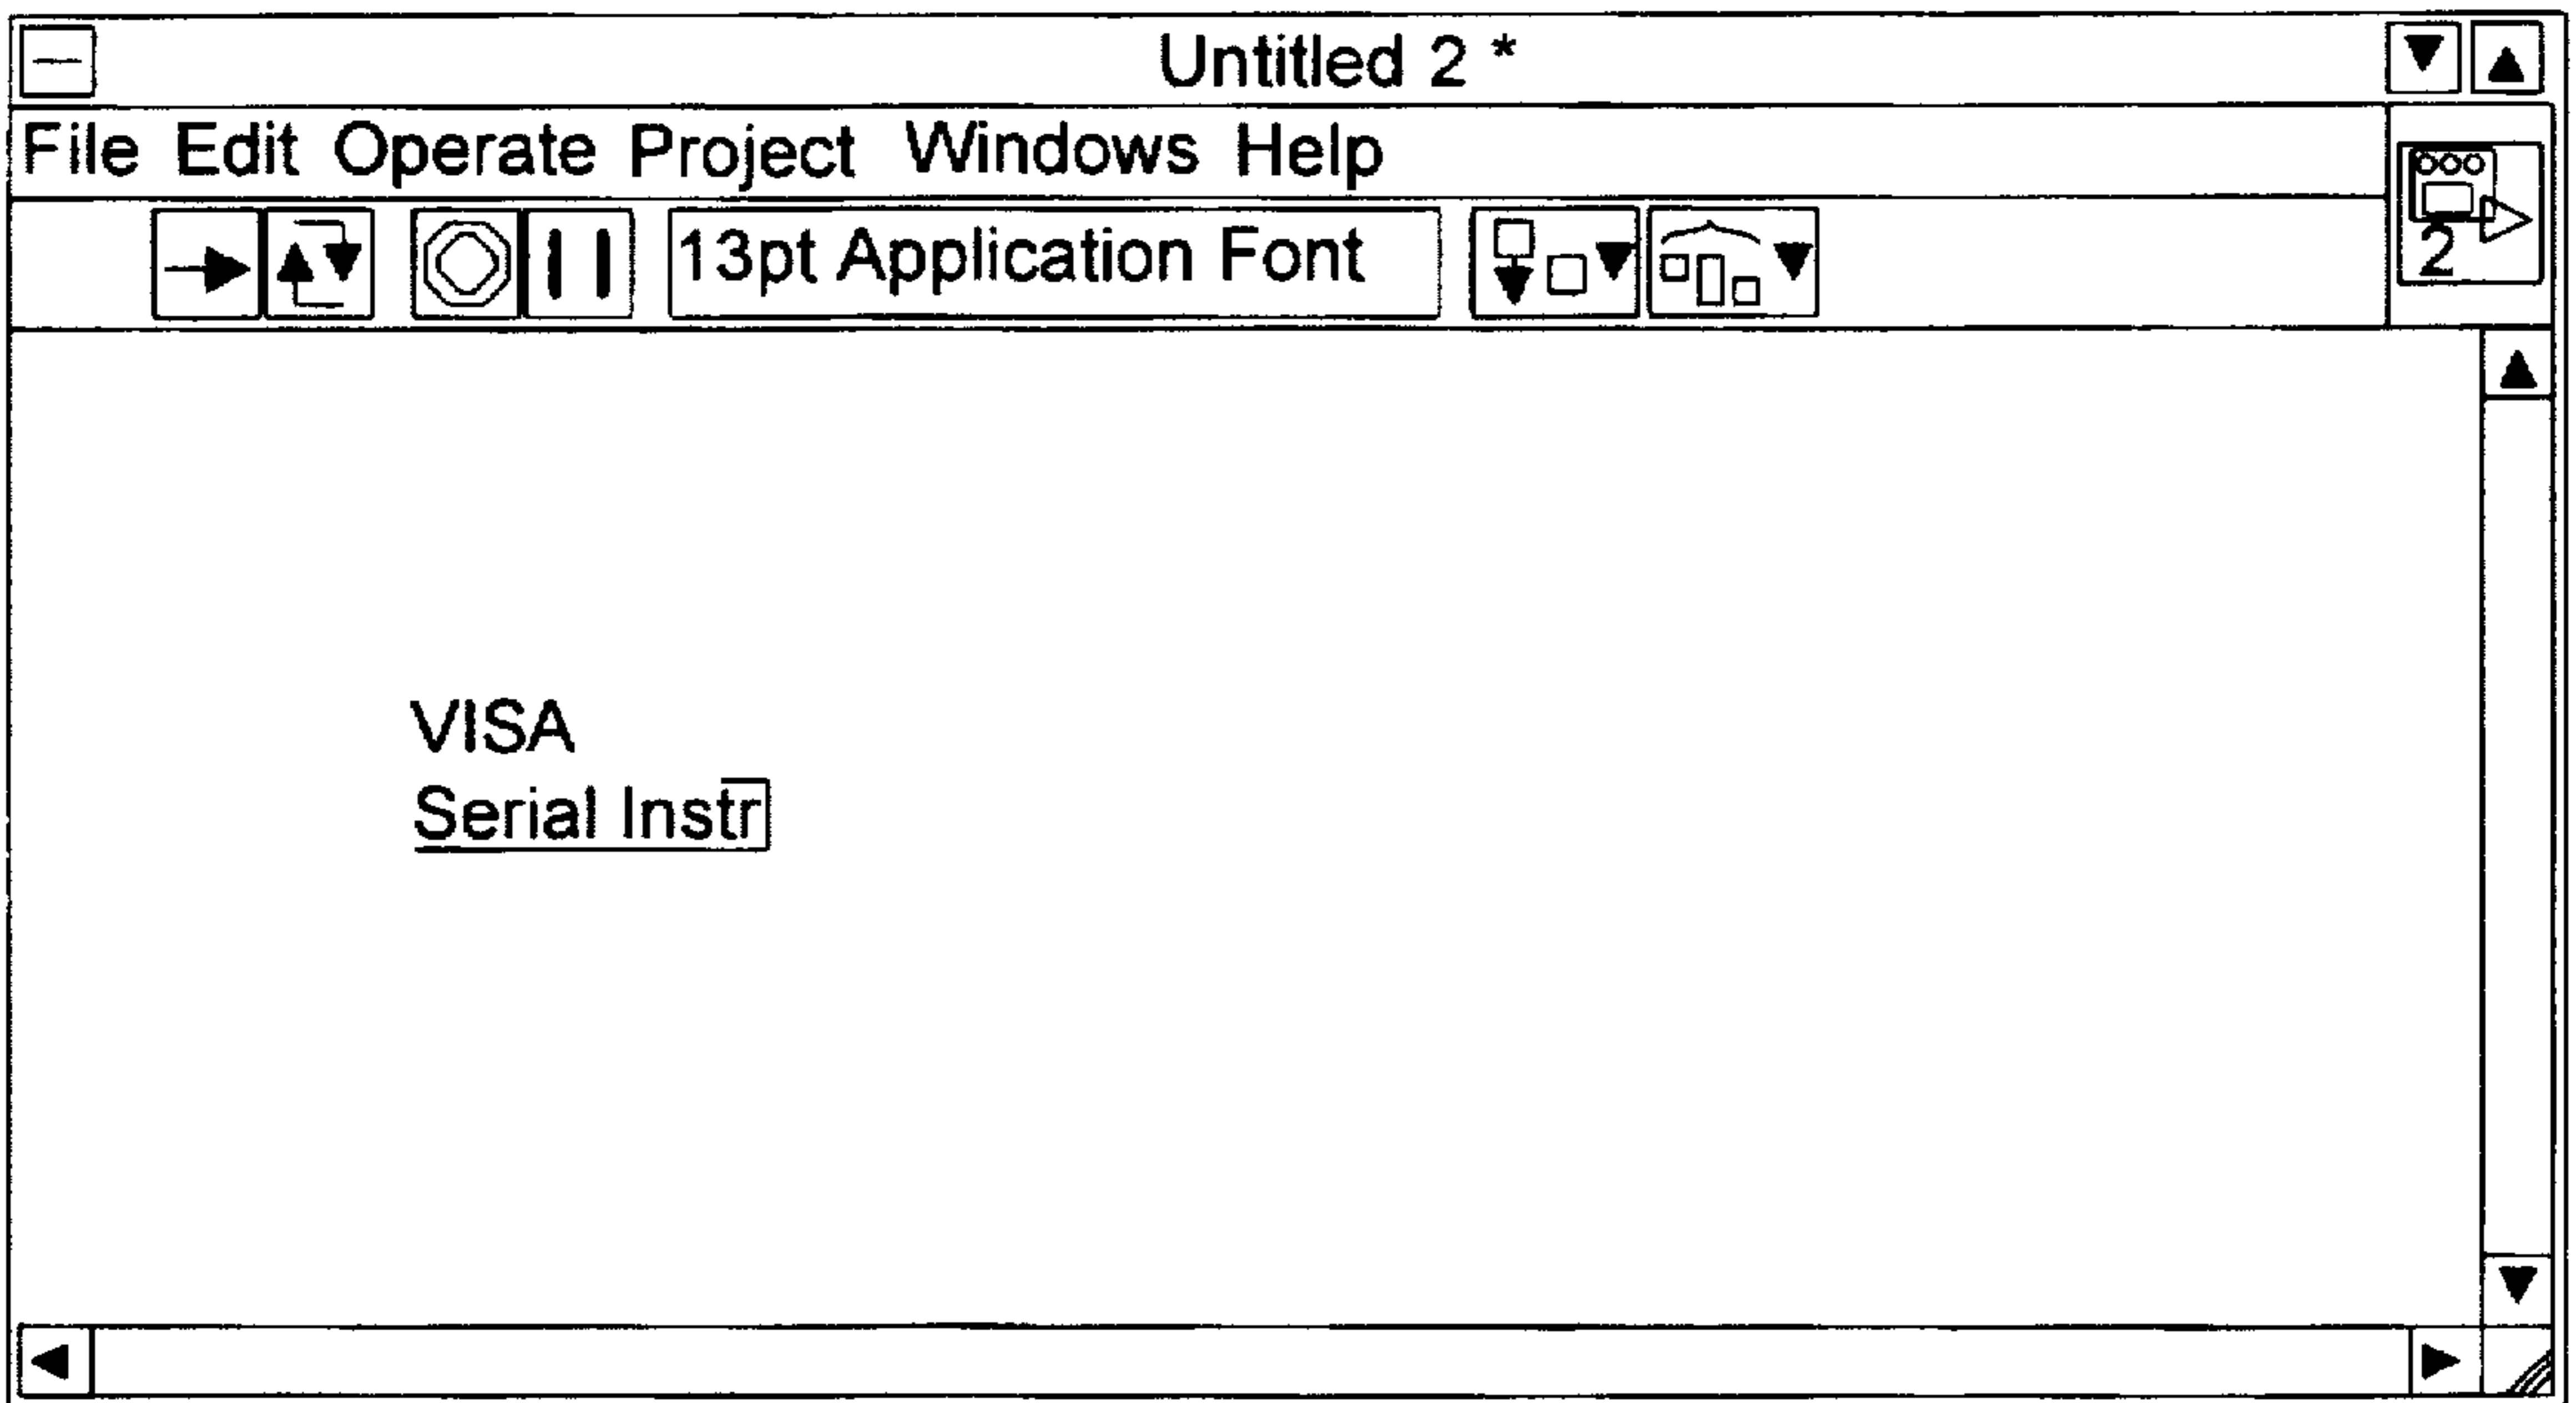 Untitled 2 *
File Edit Operate Project Windows Help
13pt Application Font
2
VISA
Serial Instr